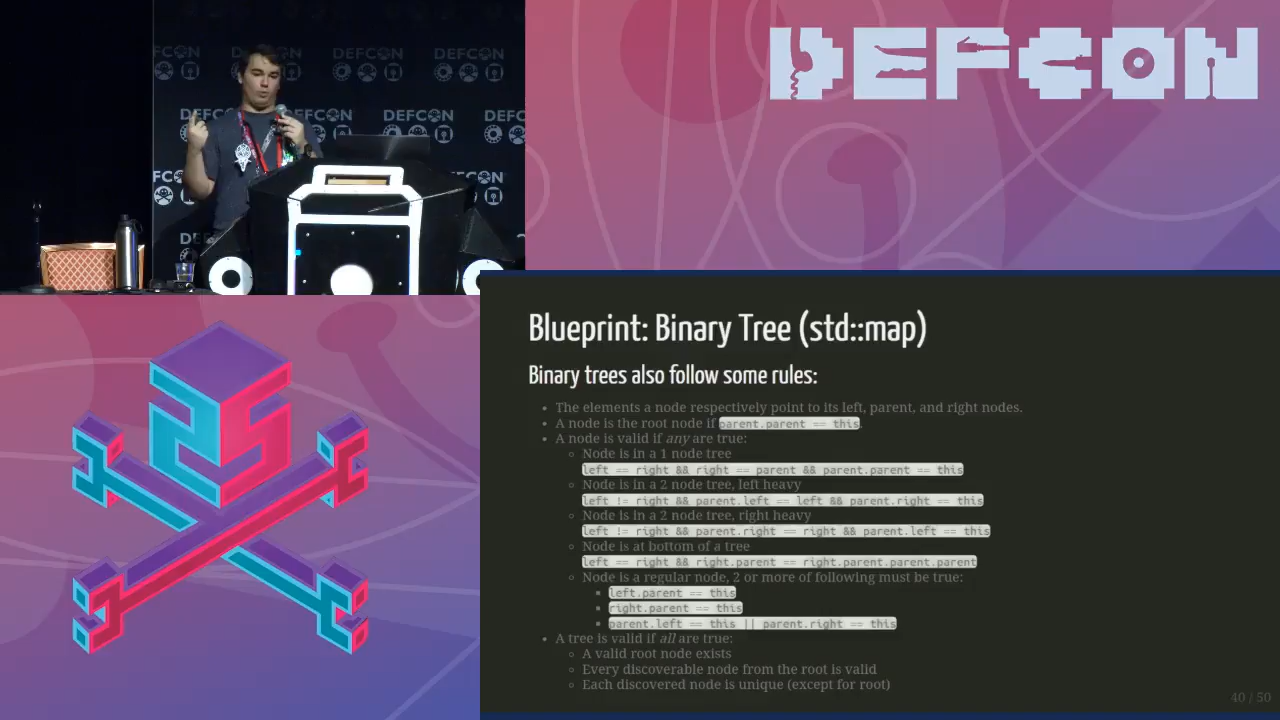 DEFCON
FCON
DEFCON
DEFCON
DEFCON
DEFCON
DEFCON
DEFCON
DEFCON
Blueprint: Binary Tree (std::map)
Binary trees also follow some rules:
• The elements a node respectively point to its left, parent, and right nodes.
• A node is the root node if parent.parent == this.
• A node is valid if any are true:
◦ Node is in a 1 node tree
left == right && right == parent && parent.parent == this
◦ Node is in a 2 node tree, left heavy
left != right && parent.left == left && parent.right == this
◦ Node is in a 2 node tree, right heavy
left != right && parent.right == right && parent.left == this
◦ Node is at bottom of a tree
left == right && right.parent == right.parent.parent.parent
◦ Node is a regular node, 2 or more of following must be true:
▪ left.parent == this
▪ right.parent == this
▪ parent.left == this || parent.right == this
• A tree is valid if all are true:
◦ A valid root node exists
◦ Every discoverable node from the root is valid
◦ Each discovered node is unique (except for root)
40 / 50